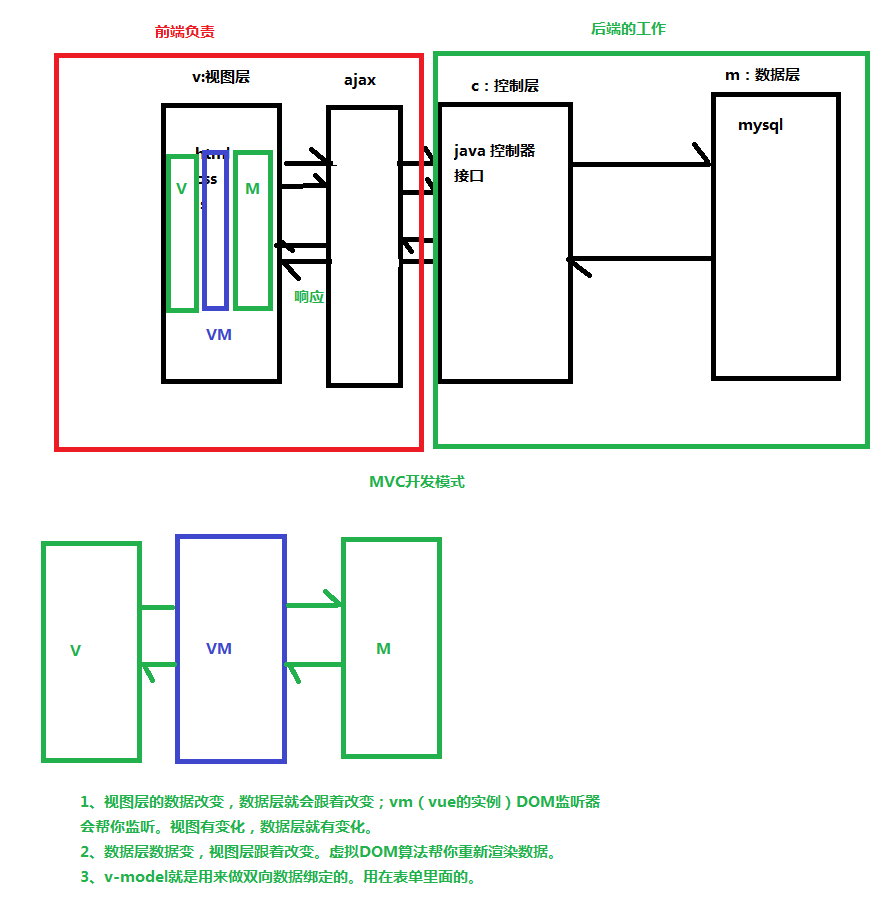 前端负责
后端的工作
v:视图层
ajax
c：控制层
m：数据层
html
css
V
M
VM
响应
java 控制器
接口
mysql
MVC开发模式
V
VM
M
1、视图层的数据改变，数据层就会跟着改变；vm（vue的实例）DOM监听器
会帮你监听。视图有变化，数据层就有变化。
2、数据层数据变，视图层跟着改变。虚拟DOM算法帮你重新渲染数据。
3、v-model就是用来做双向数据绑定的。用在表单里面的。